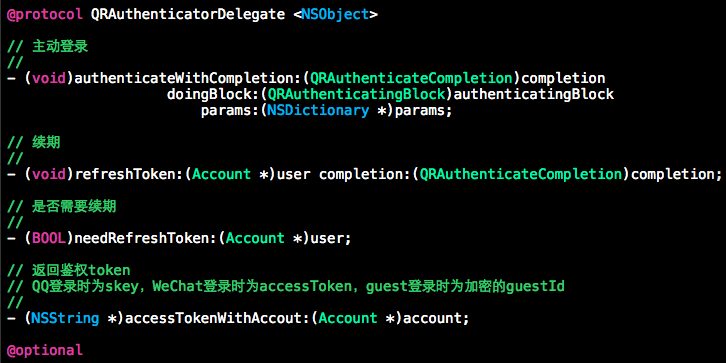 @protocol QRAuthenticatorDelegate <NSObject>
// 主动登录
//
- (void)authenticateWithCompletion:(QRAuthenticateCompletion)completion
doingBlock:(QRAuthenticatingBlock)authenticatingBlock
params:(NSDictionary *)params;
// 续期
//
- (void)refreshToken:(Account *)user completion:(QRAuthenticateCompletion)completion;
// 是否需要续期
//
- (BOOL)needRefreshToken:(Account *)user;
// 返回鉴权token
// QQ登录时为skey，WeChat登录时为accessToken，guest登录时为加密的guestId
//
- (NSString *)accessTokenWithAccout:(Account *)account;
@optional